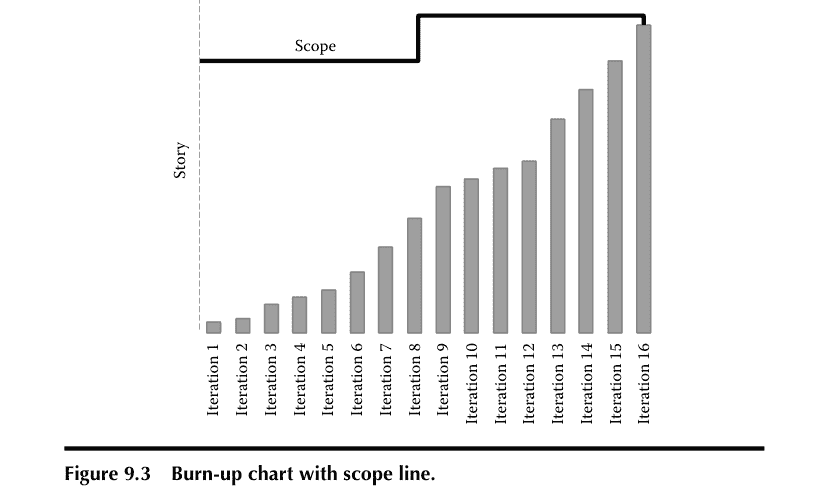 Scope
Story
Iteration 1
Iteration 2
Iteration 3
Iteration 4
Iteration 5
Iteration 6
Iteration 7
Iteration 8
Iteration 9
Iteration 10
Iteration 11
Iteration 12
Iteration 13
Iteration 14
Iteration 15
Iteration 16
Figure 9.3 Burn-up chart with scope line.